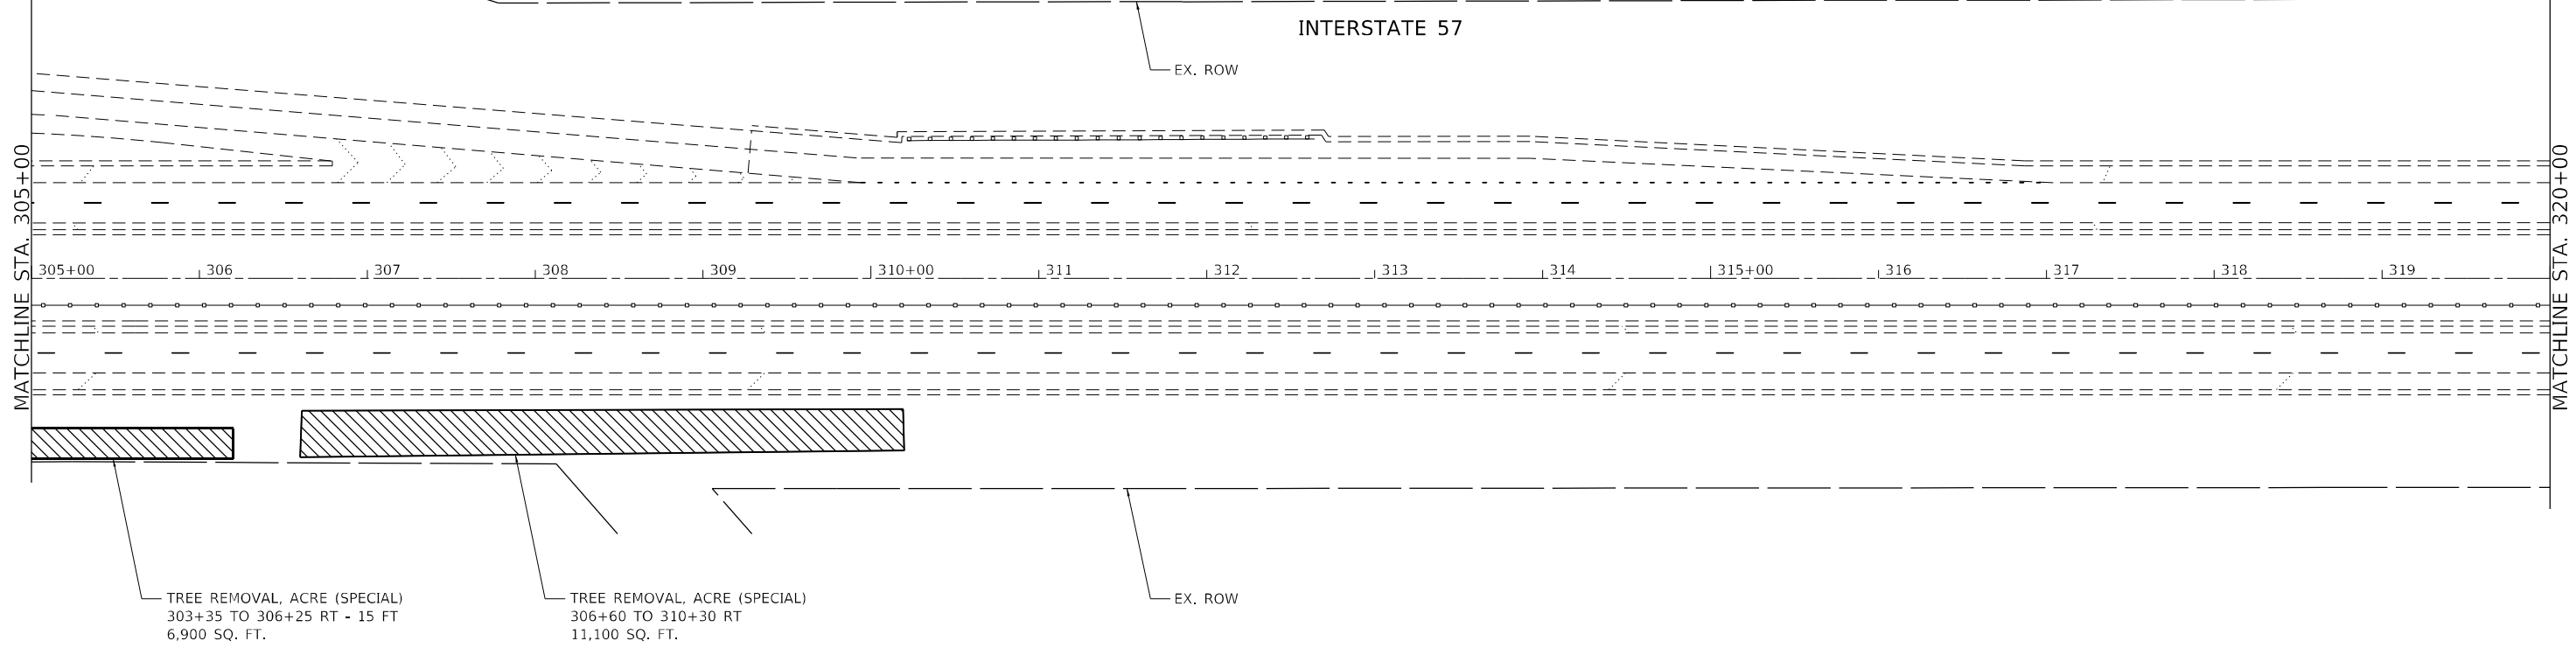 INTERSTATE 57
EX. ROW
MATCHLINE STA. 305+00
MATCHLINE STA. 320+00
305+00 306 307 308 309 310+00 311 312 313 314 315+00 316 317 318 319
TREE REMOVAL, ACRE (SPECIAL)
303+35 TO 306+25 RT - 15 FT
6,900 SQ. FT.
TREE REMOVAL, ACRE (SPECIAL)
306+60 TO 310+30 RT
11,100 SQ. FT.
EX. ROW